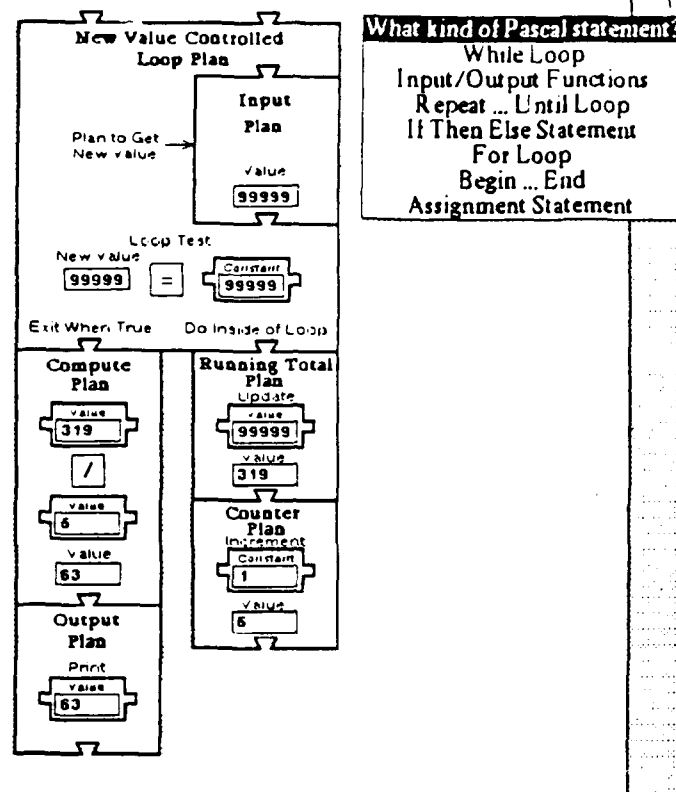 New Value Controlled
Loop Plan
Input
Plan
Plan to Get
New Value
Value
99999
Loop Test
New Value
99999
=
Constant
99999
Exit When True
Do Inside of Loop
Compute
Plan
Value
319
/
Value
5
Value
63
Output
Plan
Print
Value
63
Running Total
Plan
Update
Value
99999
Value
319
Counter
Plan
Increment
Constant
1
Value
5
What kind of Pascal statement?
While Loop
Input/Output Functions
Repeat ... Until Loop
If Then Else Statement
For Loop
Begin ... End
Assignment Statement